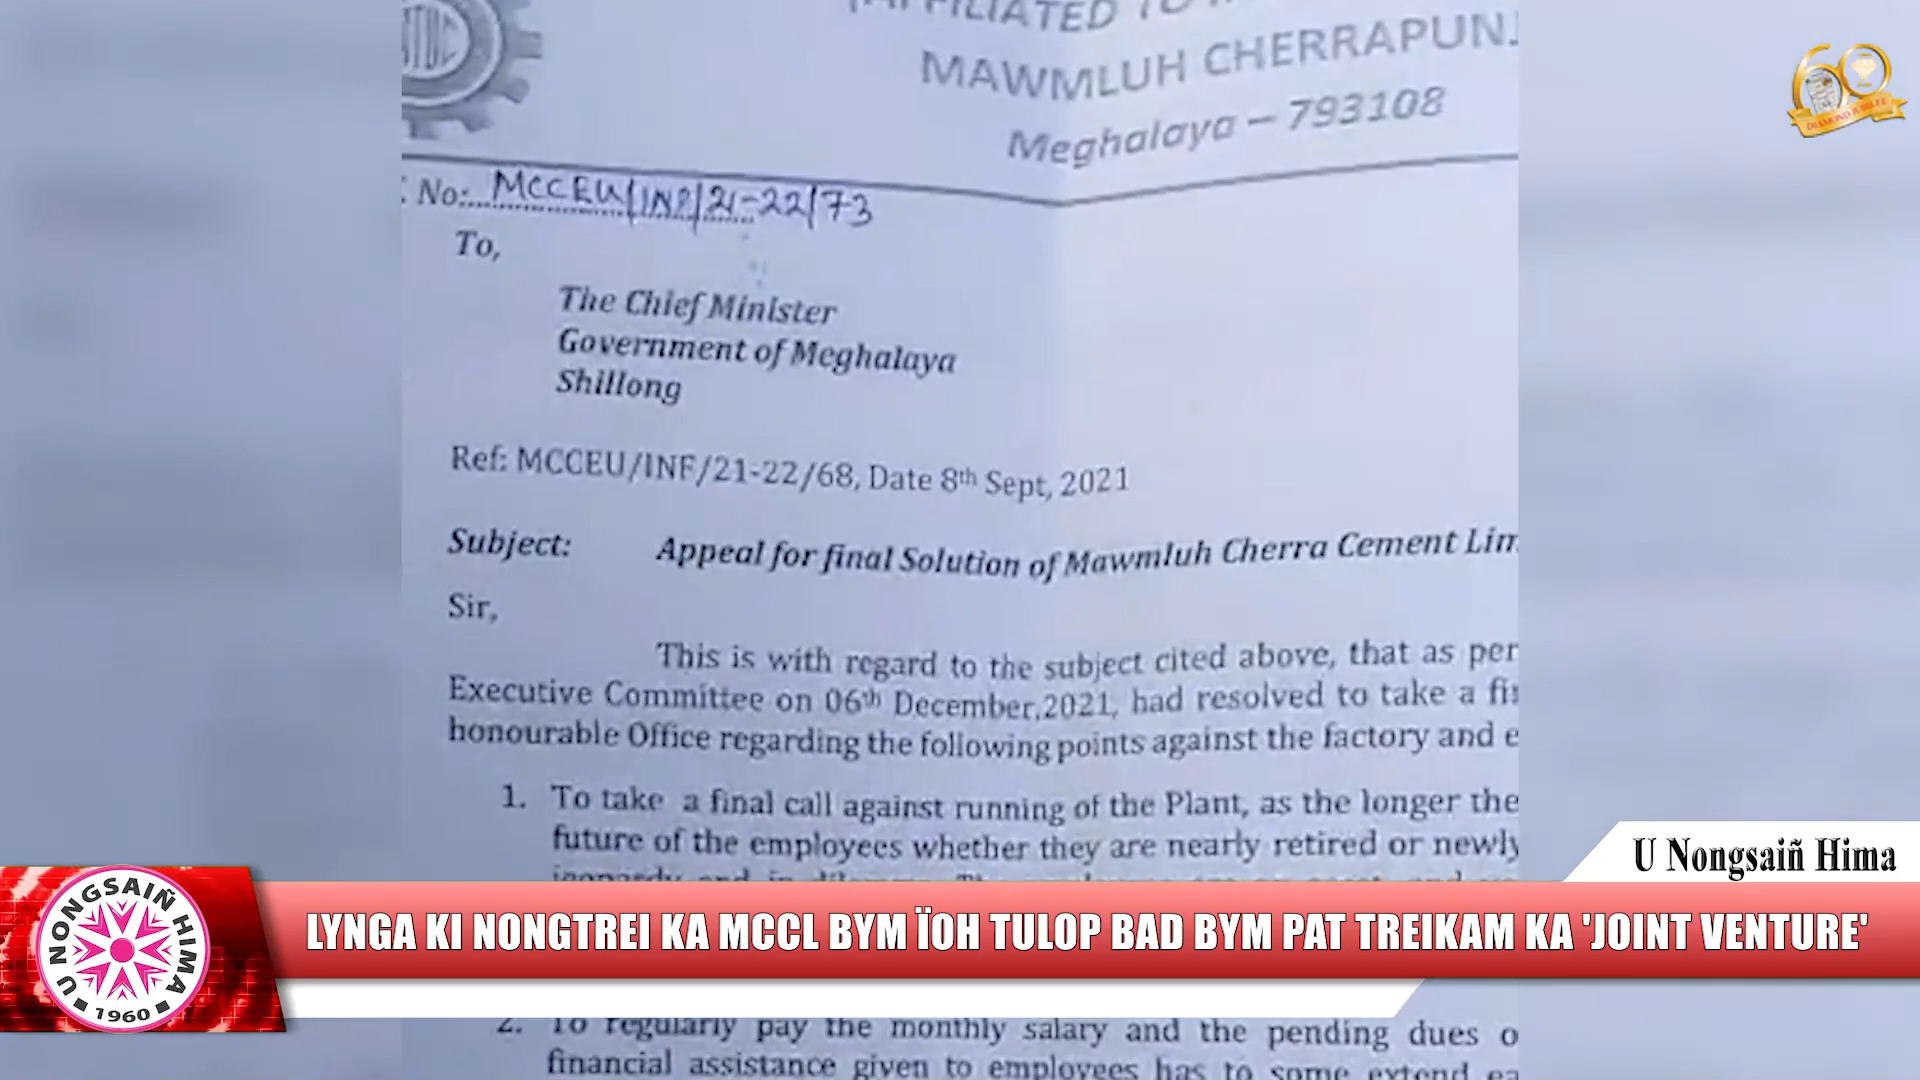 AFFILIATED TO
MAWMLUH CHERRAPUNJ
Meghalaya – 793108
60
DIAMOND JUBILEE
No:.. MCCEU/INF/21-22/73
To,
The Chief Minister
Government of Meghalaya
Shillong
Ref: MCCEU/INF/21-22/68, Date 8th Sept, 2021
Subject: Appeal for final Solution of Mawmluh Cherra Cement Lim
Sir,
This is with regard to the subject cited above, that as per
Executive Committee on 06th December,2021, had resolved to take a
honourable Office regarding the following points against the factory and
1. To take a final call against running of the Plant, as the longer the
future of the employees whether they are nearly retired or newly
U Nongsaiñ Hima
LYNGA KI NONGTREI KA MCCL BYM ÏOH TULOP BAD BYM PAT TREIKAM KA 'JOINT VENTURE'
U NONGSAIÑ HIMA
1960
2. To regularly pay the monthly salary and the pending dues
financial assistance given to employees has to some extend